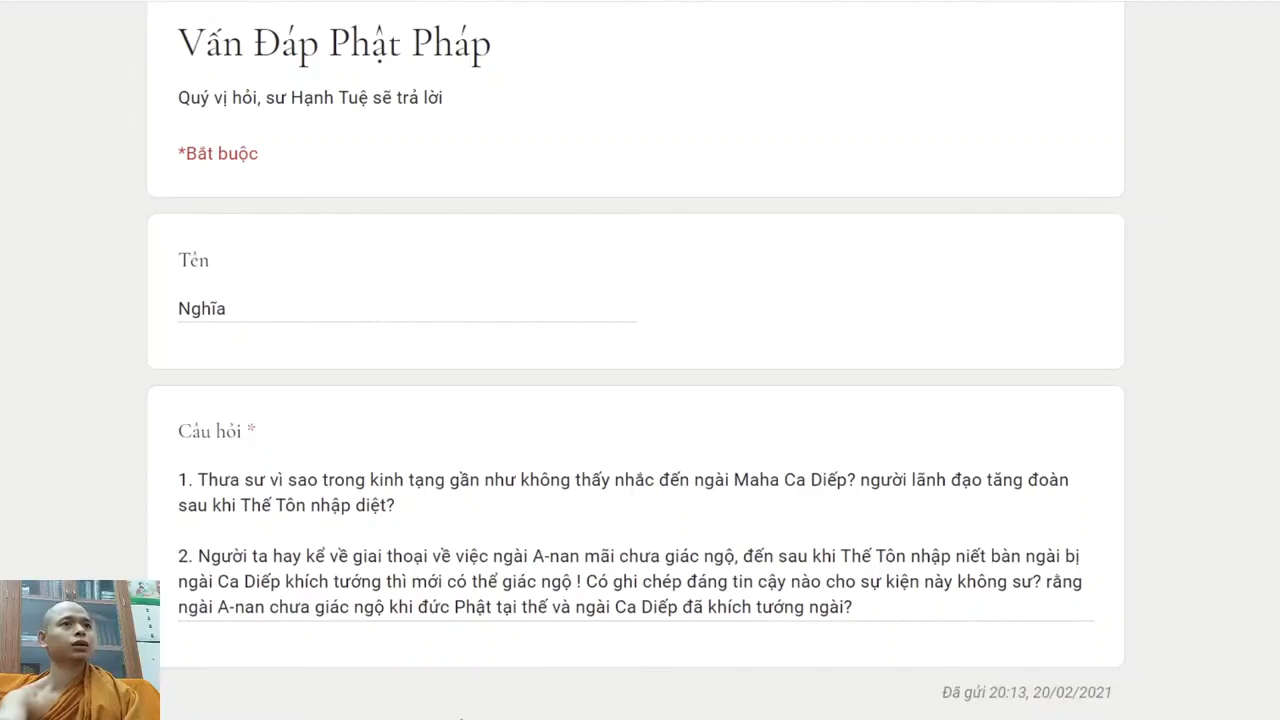 Vấn Đáp Phật Pháp
Quý vị hỏi, sư Hạnh Tuệ sẽ trả lời
*Bắt buộc
Tên
Nghĩa
Câu hỏi *
1. Thưa sư vì sao trong kinh tạng gần như không thấy nhắc đến ngài Maha Ca Diếp? người lãnh đạo tăng đoàn
sau khi Thế Tôn nhập diệt?
2. Người ta hay kể về giai thoại về việc ngài A-nan mãi chưa giác ngộ, đến sau khi Thế Tôn nhập niết bàn ngài bị
ngài Ca Diếp khích tướng thì mới có thể giác ngộ ! Có ghi chép đáng tin cậy nào cho sự kiện này không sư? rằng
ngài A-nan chưa giác ngộ khi đức Phật tại thế và ngài Ca Diếp đã khích tướng ngài?
Đã gửi 20:13, 20/02/2021